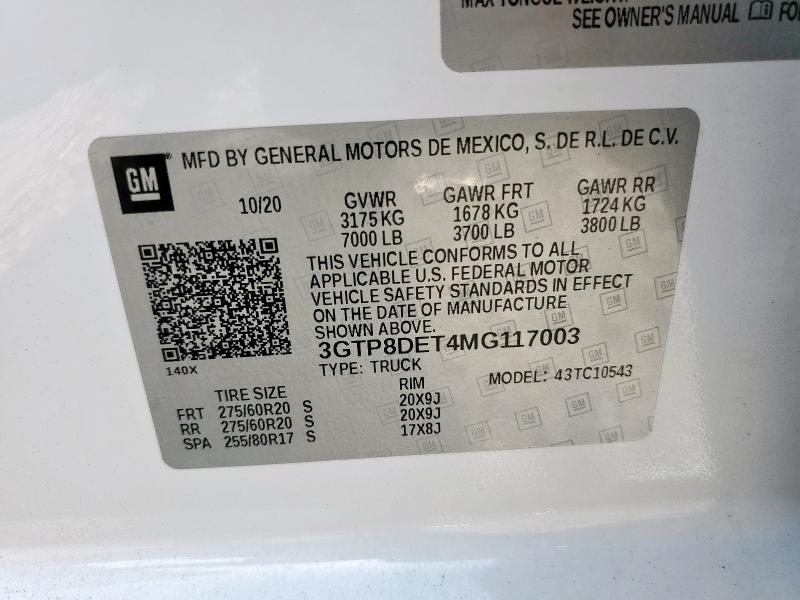 SEE OWNER'S MANUAL
GM
MFD BY GENERAL MOTORS DE MEXICO, S. DE R.L. DE C.V.
10/20 GVWR GAWR FRT GAWR RR
3175 KG 1678 KG 1724 KG
7000 LB 3700 LB 3800 LB
THIS VEHICLE CONFORMS TO ALL
APPLICABLE U.S. FEDERAL MOTOR
VEHICLE SAFETY STANDARDS IN EFFECT
ON THE DATE OF MANUFACTURE
SHOWN ABOVE.
3GTP8DET4MG117003
140X
TYPE: TRUCK MODEL: 43TC10543
TIRE SIZE RIM
FRT 275/60R20 S 20X9J
RR 275/60R20 S 20X9J
SPA 255/80R17 S 17X8J